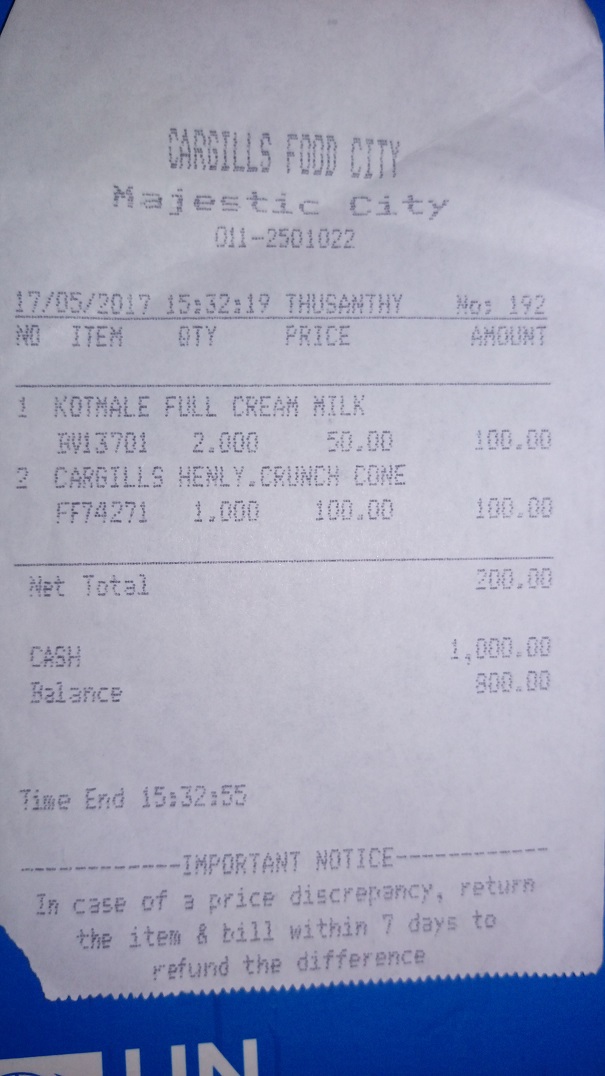 CARGILLS FOOD CITY
Majestic City
011-2501022
17/05/2017 15:32:19 THUSANTHY No: 192
NO ITEM QTY PRICE AMOUNT
1 KOTMALE FULL CREAM MILK
BV13701 2.000 50.00 100.00
2 CARGILLS HENLY.CRUNCH CONE
FF74271 1.000 100.00 100.00
Net Total 200.00
CASH 1,000.00
Balance 800.00
Time End 15:32:55
------------IMPORTANT NOTICE------------
In case of a price discrepancy, return
the item & bill within 7 days to
refund the difference